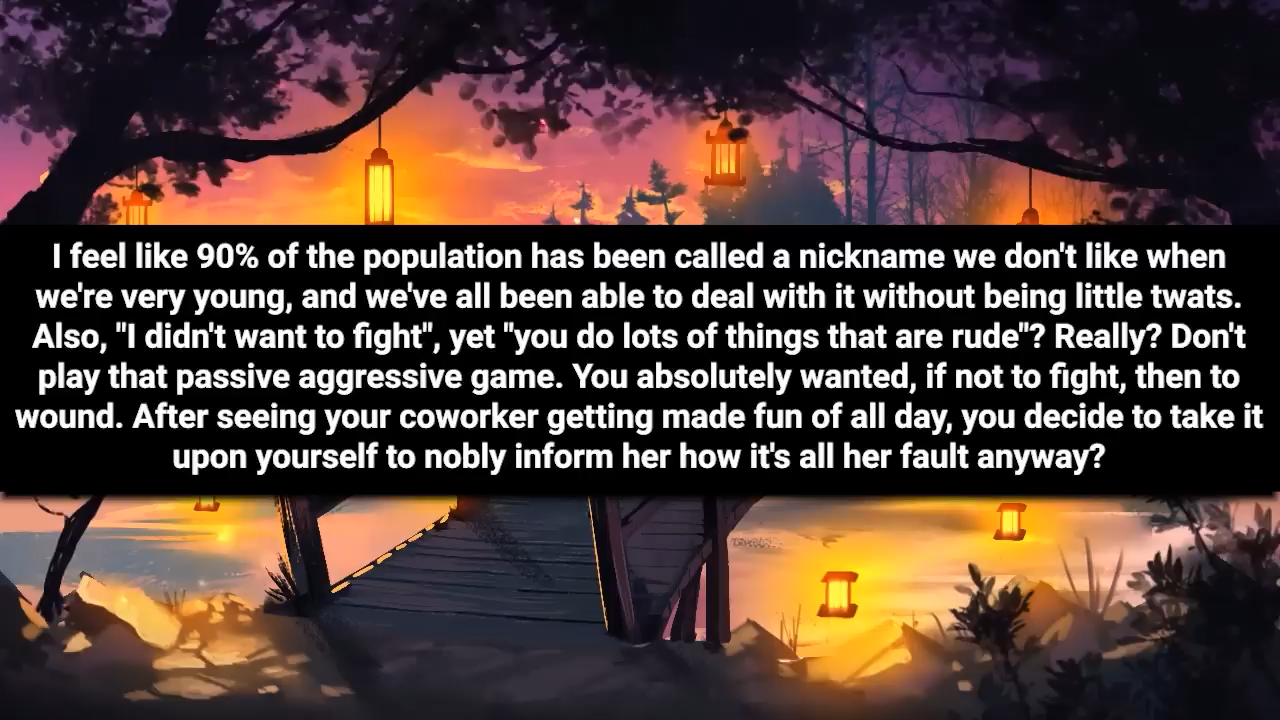 I feel like 90% of the population has been called a nickname we don't like when
we're very young, and we've all been able to deal with it without being little twats.
Also, "I didn't want to fight", yet "you do lots of things that are rude"? Really? Don't
play that passive aggressive game. You absolutely wanted, if not to fight, then to
wound. After seeing your coworker getting made fun of all day, you decide to take it
upon yourself to nobly inform her how it's all her fault anyway?